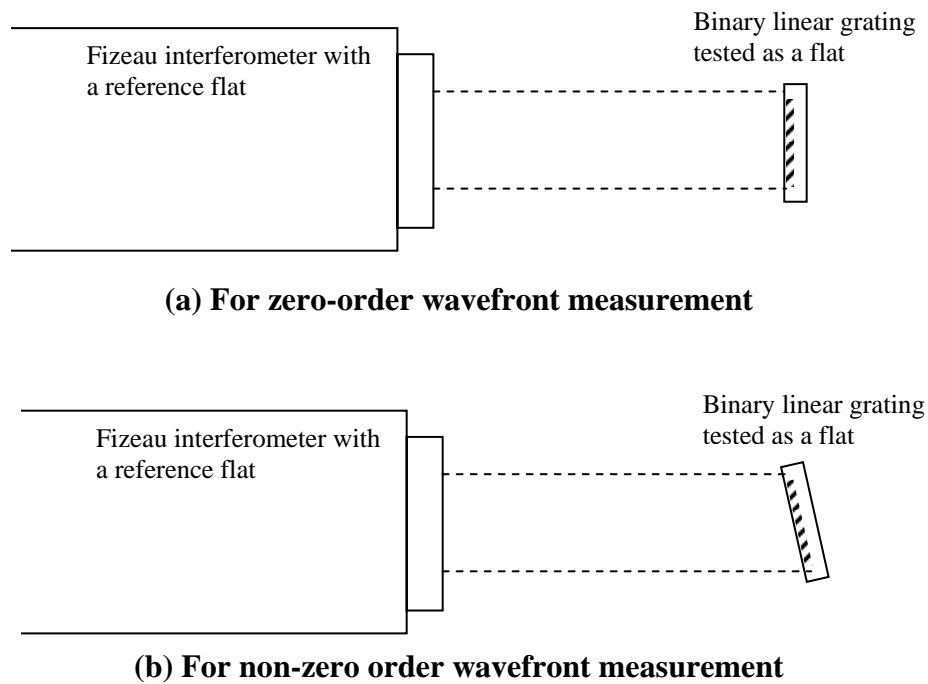 Binary linear grating
tested as a flat
Fizeau interferometer with
a reference flat
(a) For zero-order wavefront measurement
Binary linear grating
tested as a flat
Fizeau interferometer with
a reference flat
(b) For non-zero order wavefront measurement